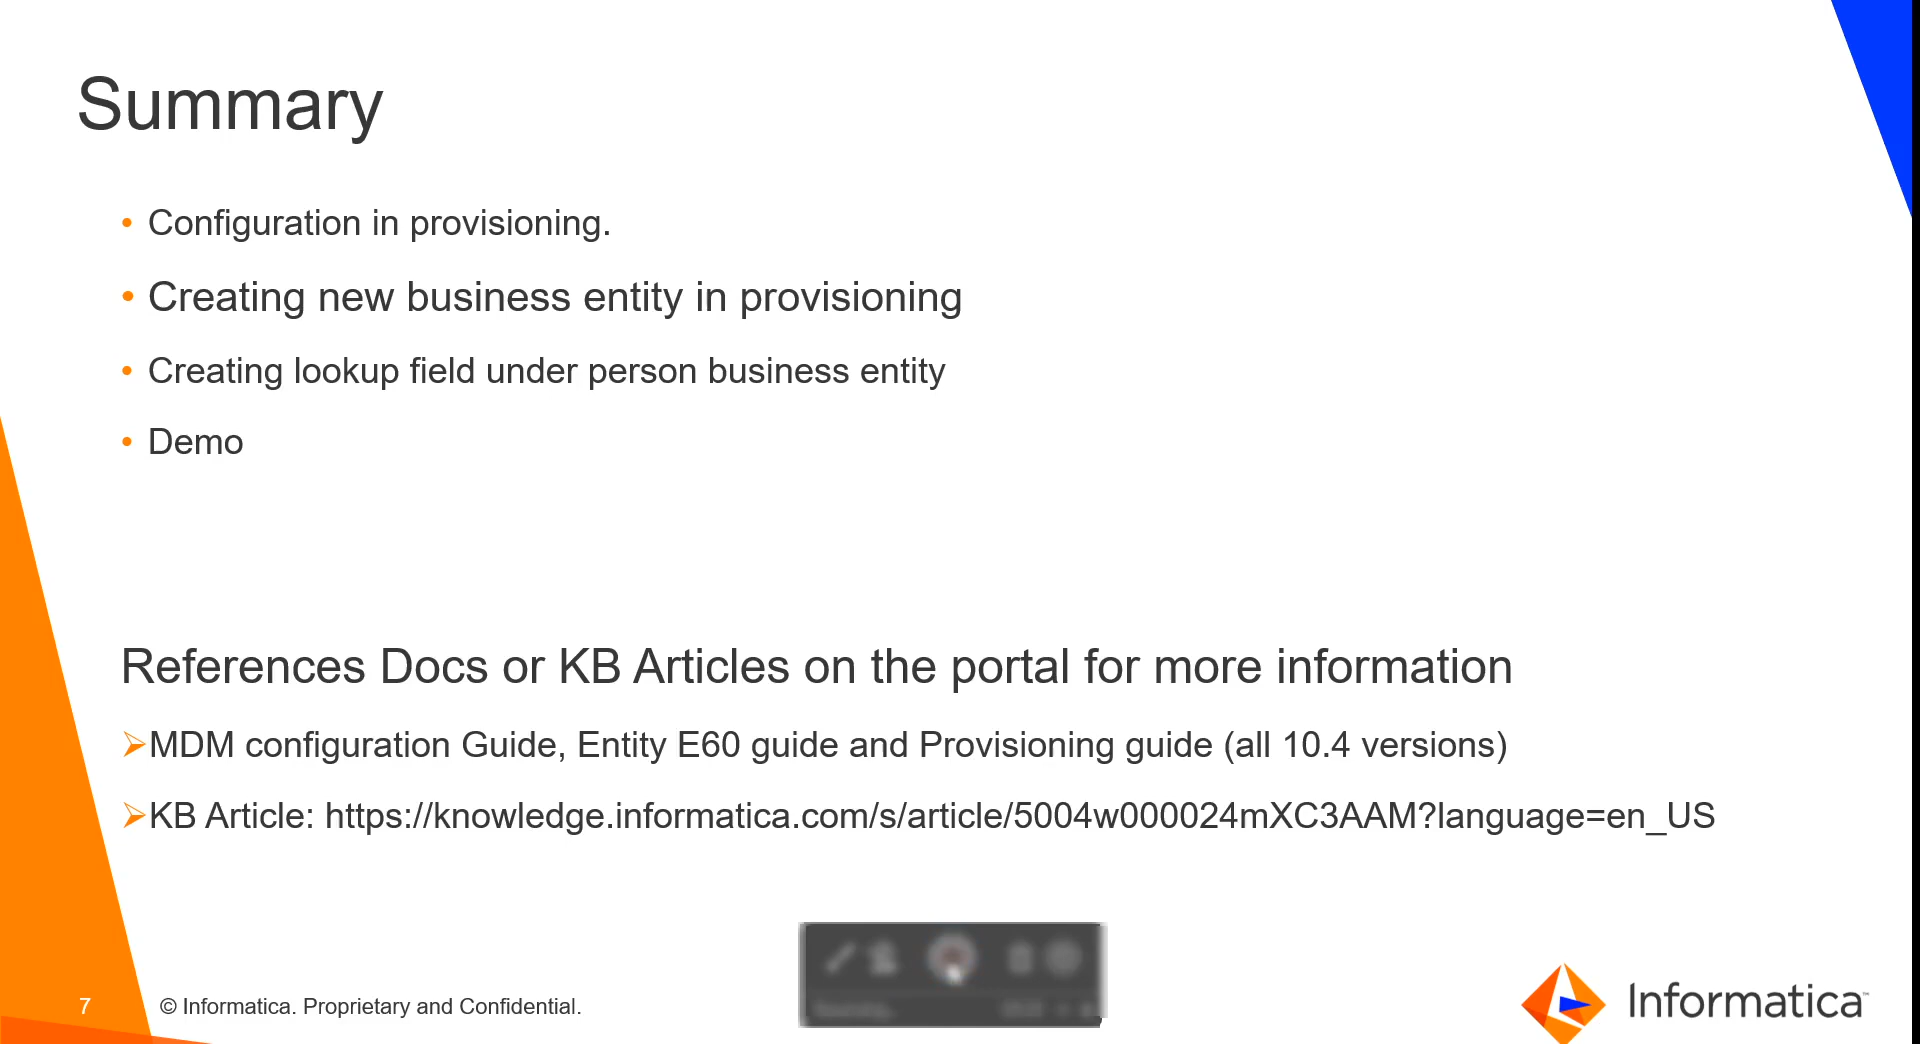 Summary
• Configuration in provisioning.
• Creating new business entity in provisioning
• Creating lookup field under person business entity
• Demo
References Docs or KB Articles on the portal for more information
➢MDM configuration Guide, Entity E60 guide and Provisioning guide (all 10.4 versions)
➢KB Article: https://knowledge.informatica.com/s/article/5004w000024mXC3AAM?language=en_US
7
© Informatica. Proprietary and Confidential.
Informatica™